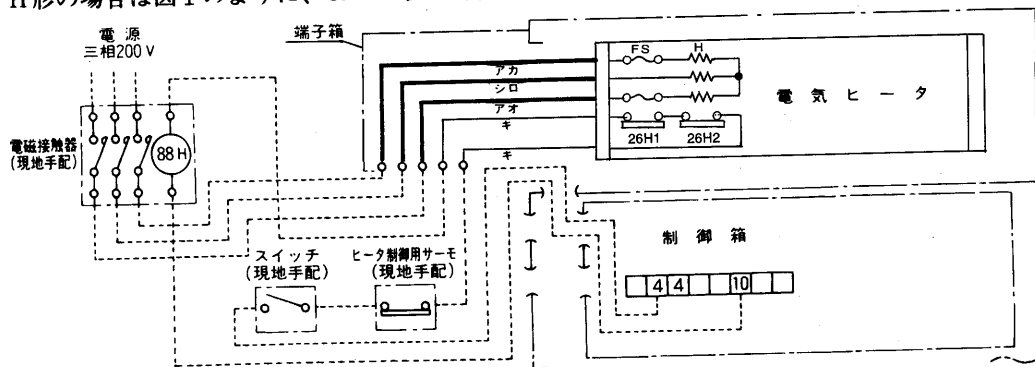 H形の場合は図1のように、
電 源
三相200V
端子箱
FS
H
アカ
シロ
アオ
キ
キ
26H1
26H2
電 気 ヒ ー タ
電磁接触器
(現地手配)
88H
スイッチ
(現地手配)
ヒータ制御用サーモ
(現地手配)
制 御 箱
4 4 10